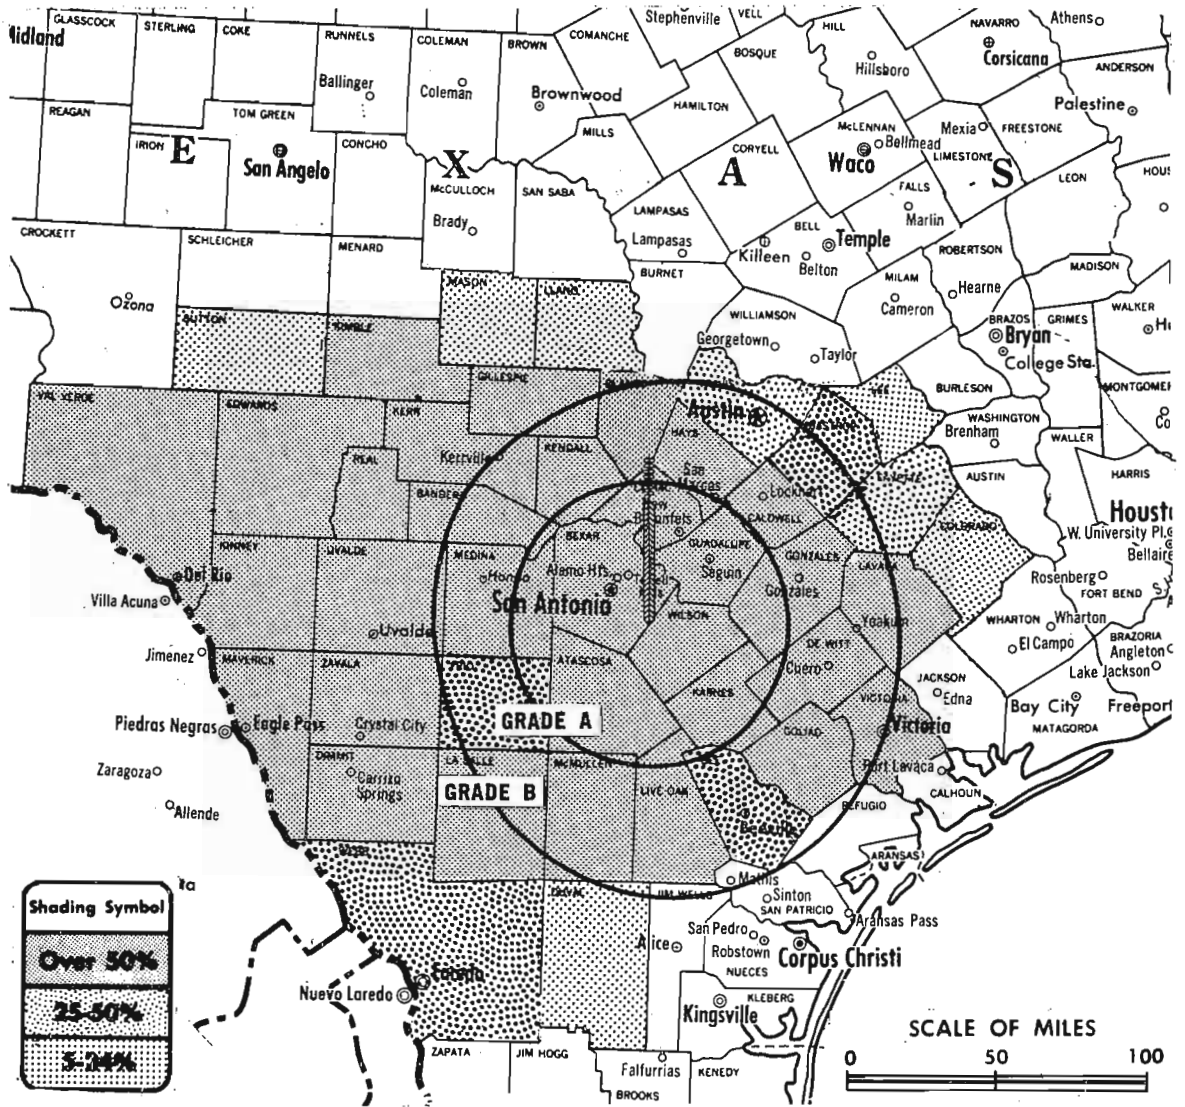 GLASSCOCK
STERLING
COKE
RUNNELS
COLEMAN
BROWN
COMANCHE
Stephenville
HILL
NAVARRO
Athens
Midland
BOSQUE
Corsicana
Hillsboro
ANDERSON
Ballinger
Coleman
Brownwood
HAMILTON
Palestine
REAGAN
TOM GREEN
MILLS
McLENNAN
Bellmead
Mexia
FREESTONE
IRION
CONCHO
CORYELL
LIMESTONE
E
X
A
S
San Angelo
Waco
LEON
McCULLOCH
SAN SABA
FALLS
Brady
LAMPASAS
Marlin
CROCKETT
SCHLEICHER
MENARD
Lampasas
BELL
Temple
ROBERTSON
Killeen
Belton
MADISON
BURNET
MILAM
MASON
LLANO
Hearne
Ozona
WILLIAMSON
Cameron
WALKER
SUTTON
KIMBLE
BRAZOS
GRIMES
Georgetown
Taylor
Bryan
College Sta.
GILLESPIE
LEE
BURLESON
VAL VERDE
EDWARDS
KERR
Austin
WASHINGTON
HAYS
BASTROP
Brenham
WALLER
Kerrville
KENDALL
REAL
San
Marcos
FAYETTE
AUSTIN
HARRIS
BANDERA
Lockhart
COLORADO
CALDWELL
W. University Pl.
KINNEY
UVALDE
MEDINA
BEXAR
GUADALUPE
GONZALES
LAVACA
Bellaire
Del Rio
Hondo
Alamo Hts.
Seguin
Rosenberg
Villa Acuna
San Antonio
Gonzales
FORT BEND
WILSON
Yoakum
WHARTON
Wharton
Uvalde
DE WITT
El Campo
BRAZORIA
Jimenez
MAVERICK
ZAVALA
ATASCOSA
Cuero
Angleton
Lake Jackson
KARNES
JACKSON
Edna
VICTORIA
Bay City
Freeport
Piedras Negras
Eagle Pass
Crystal City
GRADE A
GOLIAD
Victoria
MATAGORDA
DIMMIT
LA SALLE
McMULLEN
Zaragoza
Carrizo
Springs
GRADE B
LIVE OAK
Port Lavaca
CALHOUN
Allende
REFUGIO
Beeville
WEBB
ARANSAS
Mathis
Shading Symbol
DUVAL
JIM WELLS
Sinton
SAN PATRICIO
Aransas Pass
Over 50%
Alice
San Pedro
Robstown
Corpus Christi
NUECES
25-50%
Laredo
Nuevo Laredo
Kingsville
KLEBERG
5-24%
SCALE OF MILES
ZAPATA
JIM HOGG
Falfurrias
KENEDY
0
50
100
BROOKS